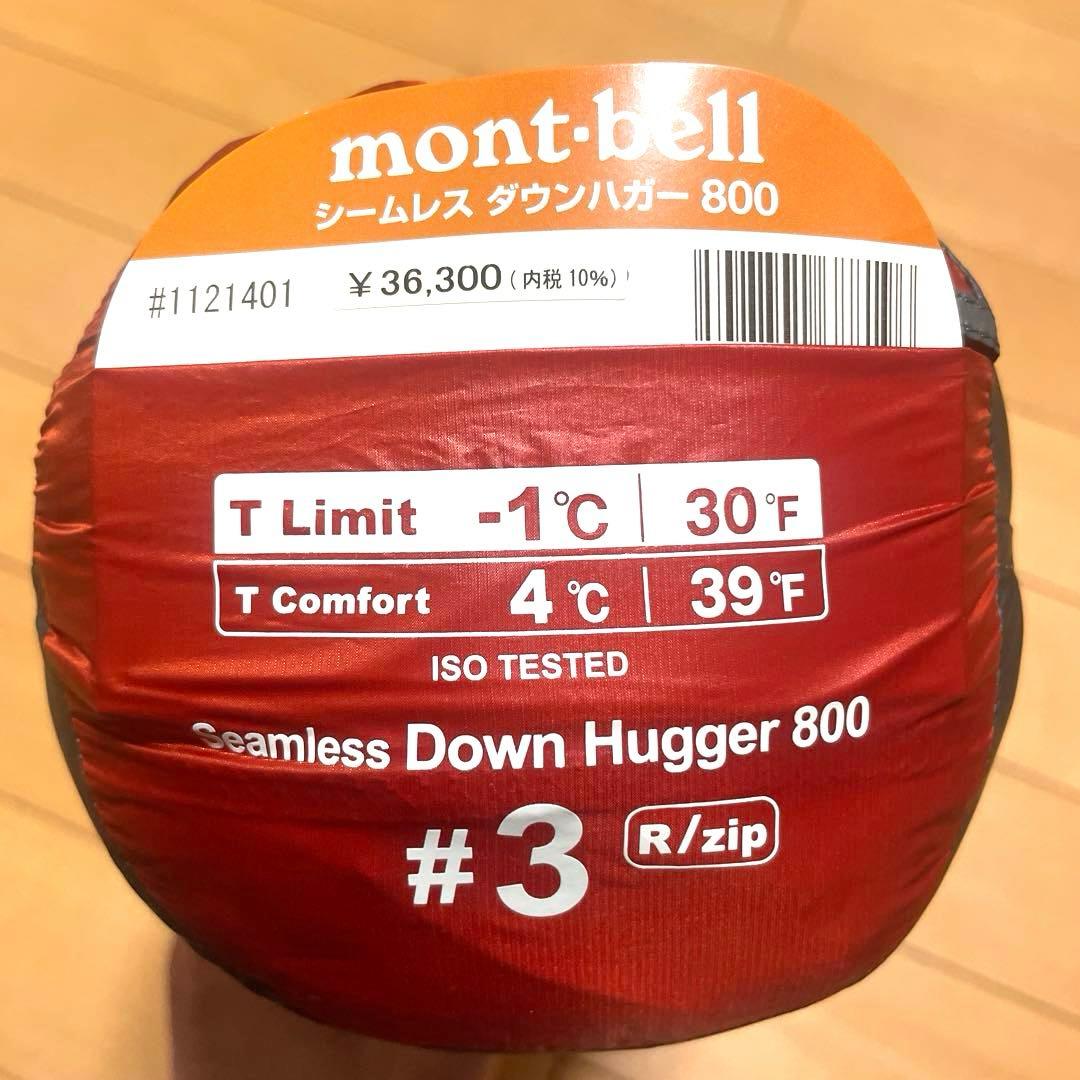 mont·bell
シームレス ダウンハガー 800
#1121401 ￥36,300 (内税 10%)
T Limit -1℃ | 30℉
T Comfort 4℃ | 39℉
ISO TESTED
Seamless Down Hugger 800
#3 R/zip